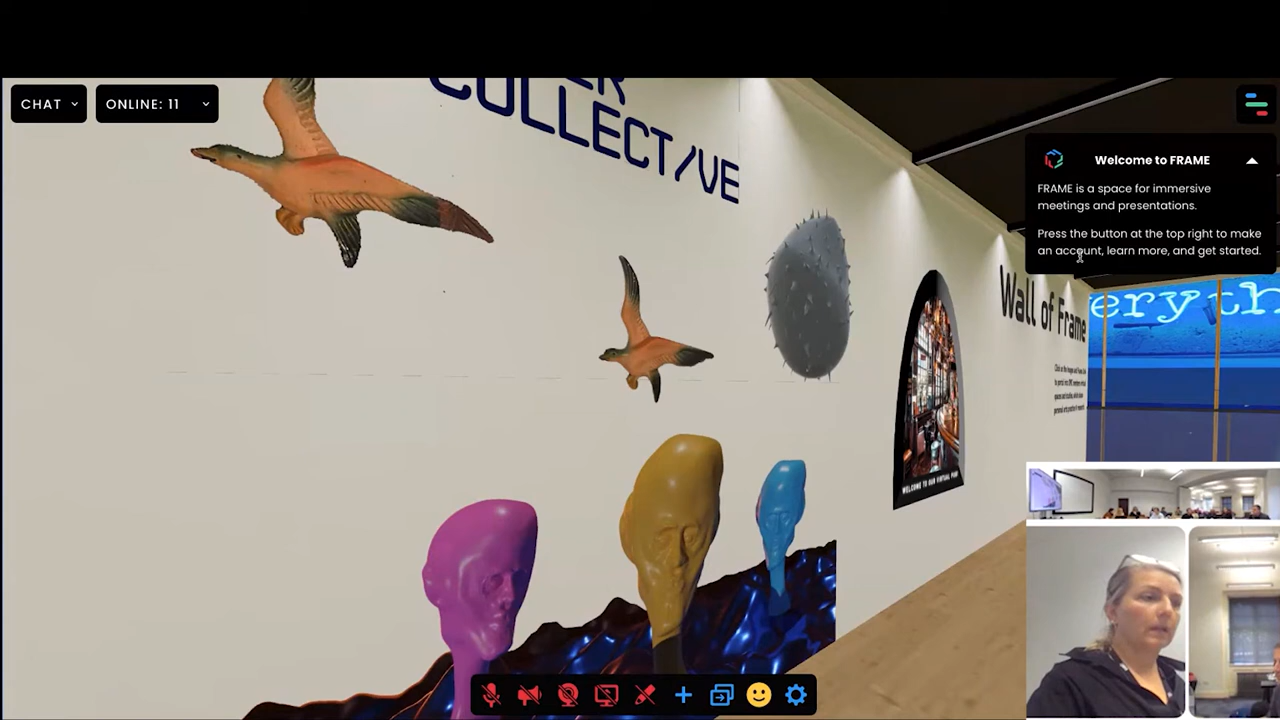 CHAT
ONLINE: 11
COLLECT/VE
Welcome to FRAME
FRAME is a space for immersive
meetings and presentations.
Press the button at the top right to make
an account, learn more, and get started.
Wall of Frame
WELCOME TO OUR VIRTUAL PUB